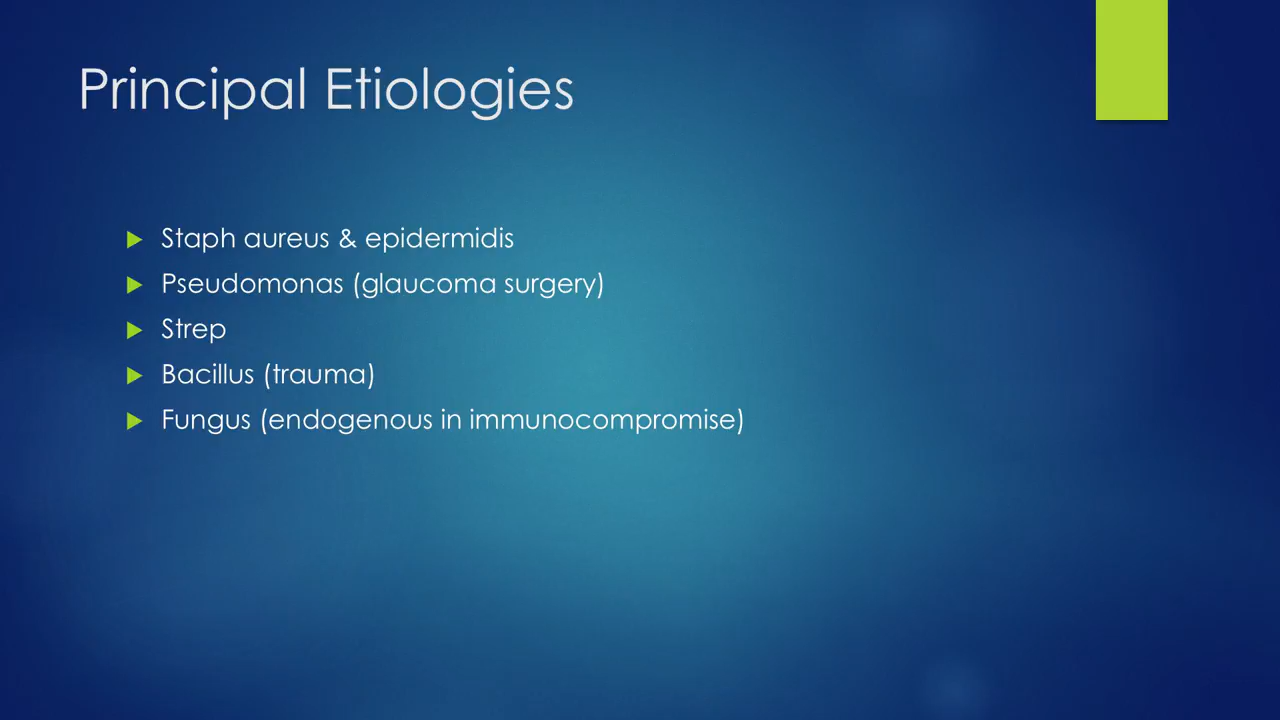 Principal Etiologies
Staph aureus & epidermidis
Pseudomonas (glaucoma surgery)
Strep
Bacillus (trauma)
Fungus (endogenous in immunocompromise)